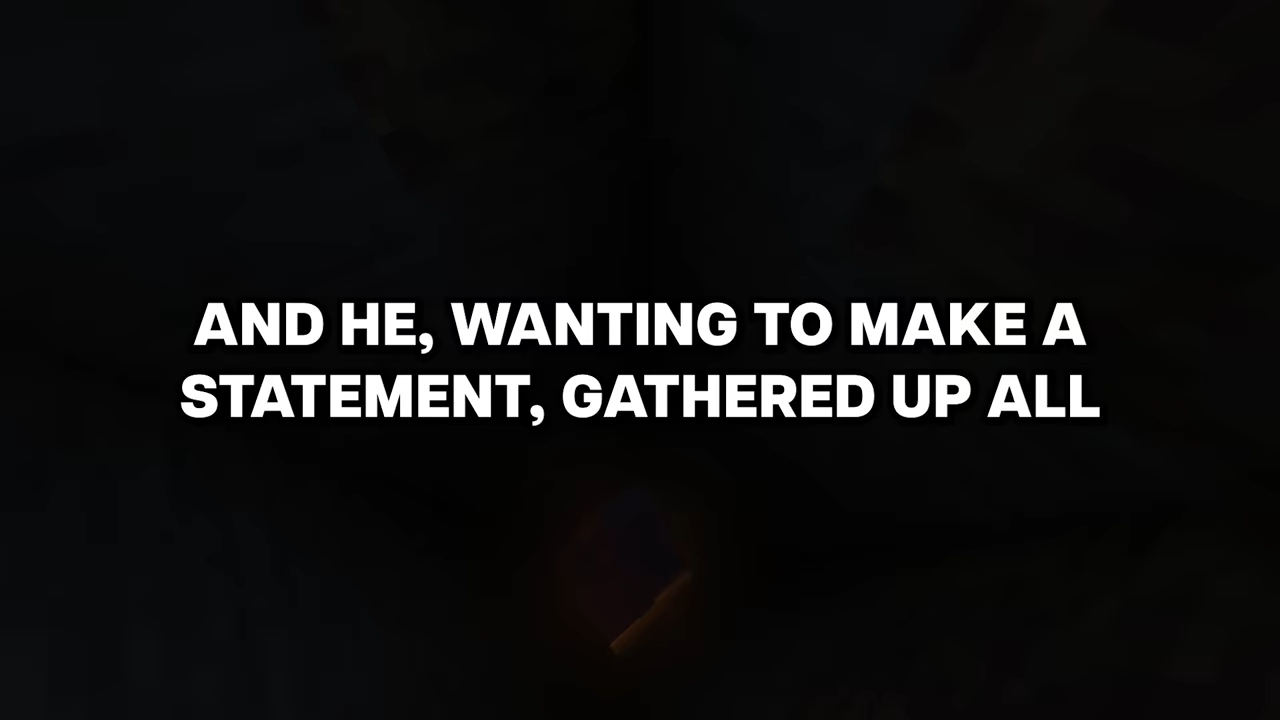 AND HE, WANTING TO MAKE A
STATEMENT, GATHERED UP ALL